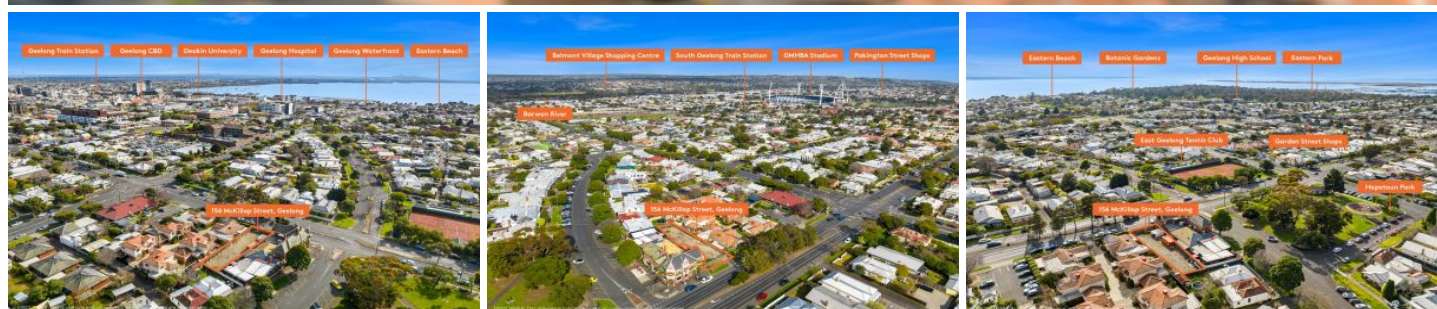 Geelong Train Station
Geelong CBD
Deakin University
Geelong Hospital
Geelong Waterfront
Eastern Beach
156 McKillop Street, Geelong
Belmont Village Shopping Centre
South Geelong Train Station
GMHBA Stadium
Pakington Street Shops
Barwon River
156 McKillop Street, Geelong
Eastern Beach
Botanic Gardens
Geelong High School
Eastern Park
East Geelong Tennis Club
Garden Street Shops
Hopetoun Park
156 McKillop Street, Geelong